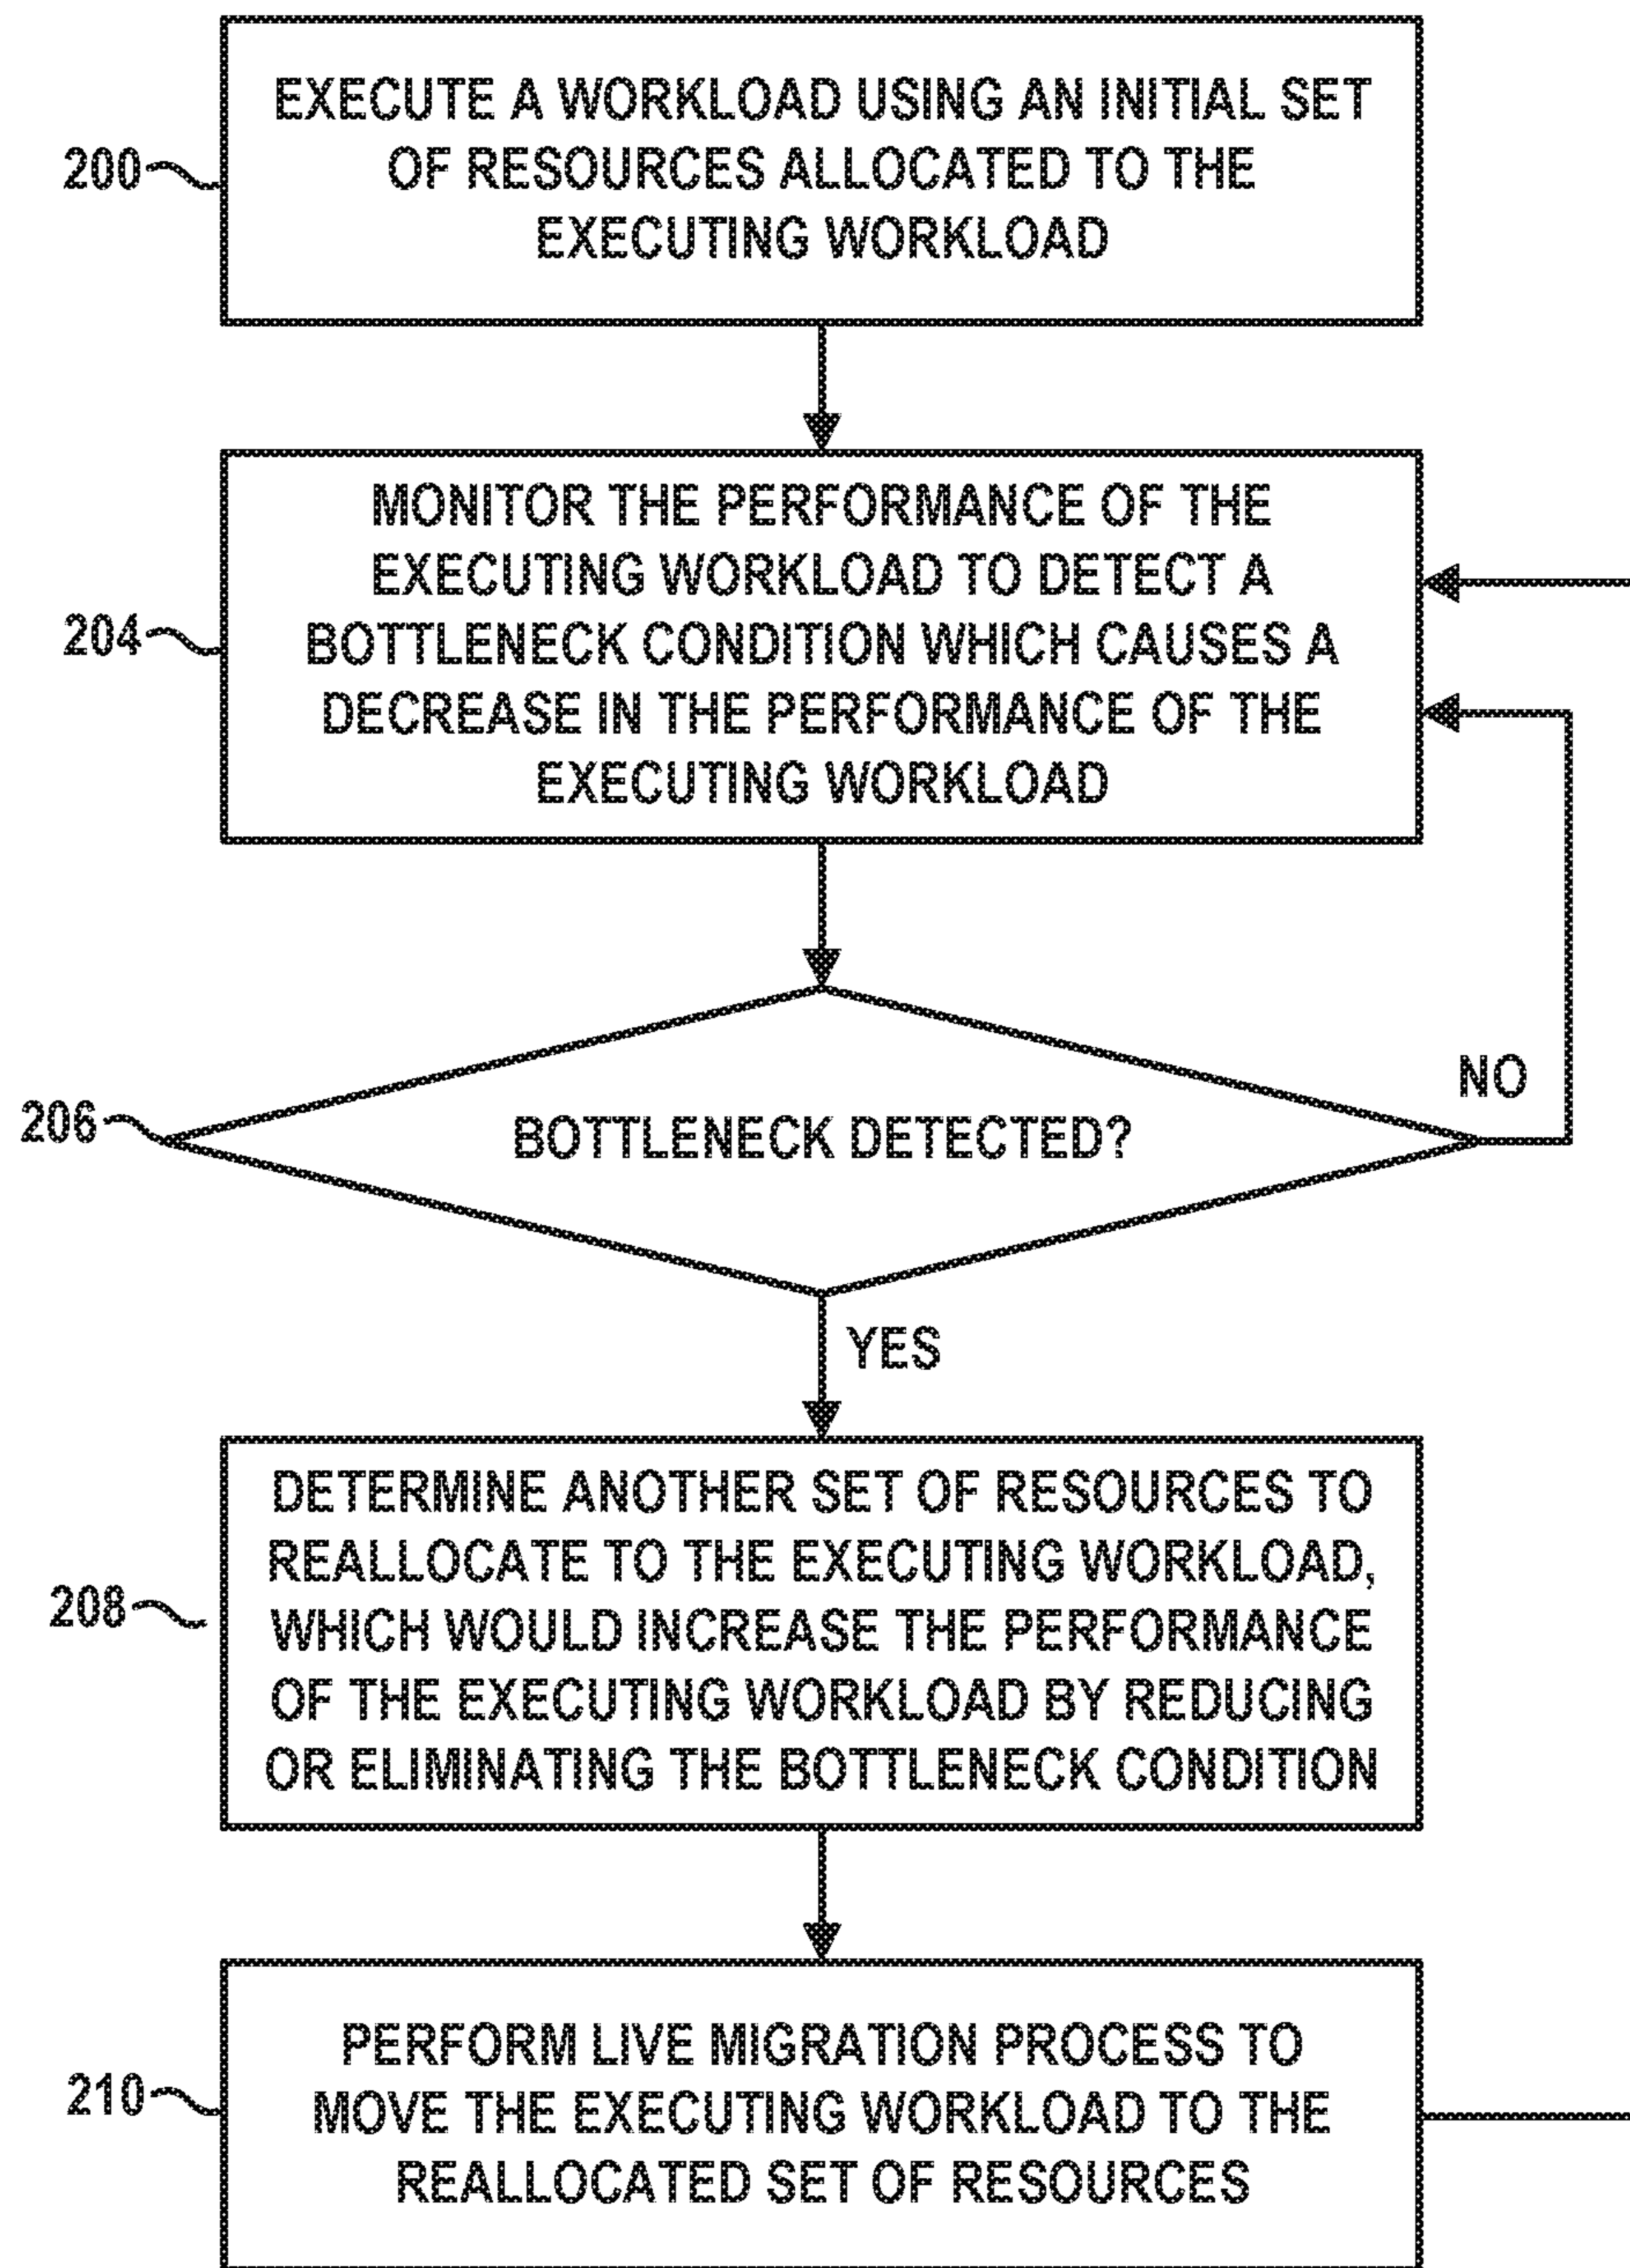 EXECUTE A WORKLOAD USING AN INITIAL SET
OF RESOURCES ALLOCATED TO THE
EXECUTING WORKLOAD
200
MONITOR THE PERFORMANCE OF THE
EXECUTING WORKLOAD TO DETECT A
BOTTLENECK CONDITION WHICH CAUSES A
DECREASE IN THE PERFORMANCE OF THE
EXECUTING WORKLOAD
204
NO
206
BOTTLENECK DETECTED?
YES
DETERMINE ANOTHER SET OF RESOURCES TO
REALLOCATE TO THE EXECUTING WORKLOAD,
WHICH WOULD INCREASE THE PERFORMANCE
OF THE EXECUTING WORKLOAD BY REDUCING
OR ELIMINATING THE BOTTLENECK CONDITION
208
PERFORM LIVE MIGRATION PROCESS TO
MOVE THE EXECUTING WORKLOAD TO THE
REALLOCATED SET OF RESOURCES
210